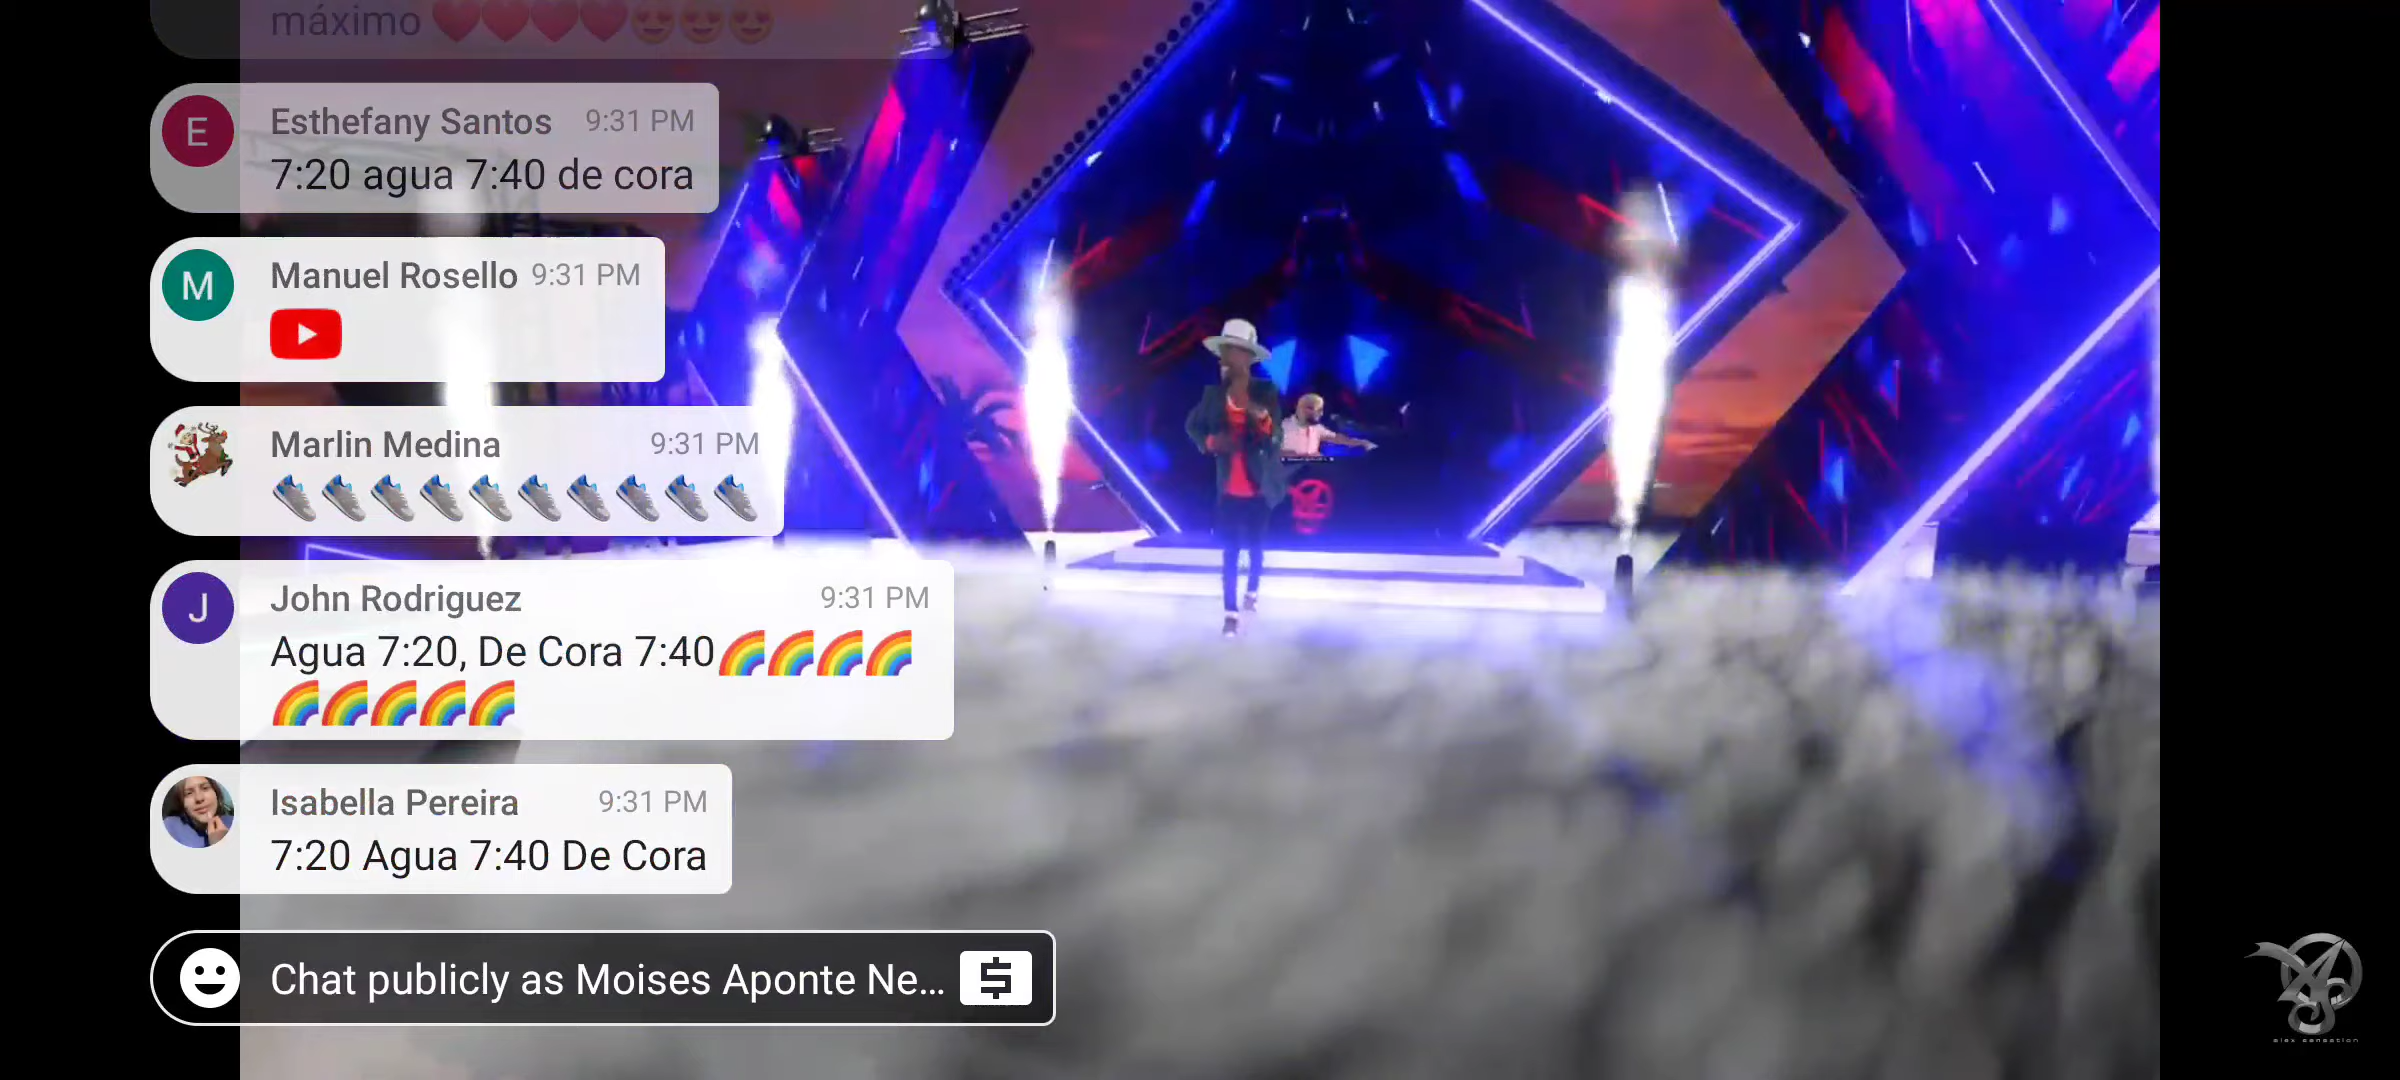 máximo ❤️❤️❤️❤️😍😍😍
E
Esthefany Santos 9:31 PM
7:20 agua 7:40 de cora
M
Manuel Rosello 9:31 PM
Marlin Medina 9:31 PM
👟👟👟👟👟👟👟👟👟👟
J
John Rodriguez 9:31 PM
Agua 7:20, De Cora 7:40🌈🌈🌈🌈
🌈🌈🌈🌈🌈
Isabella Pereira 9:31 PM
7:20 Agua 7:40 De Cora
Chat publicly as Moises Aponte Ne... $
alex sensation